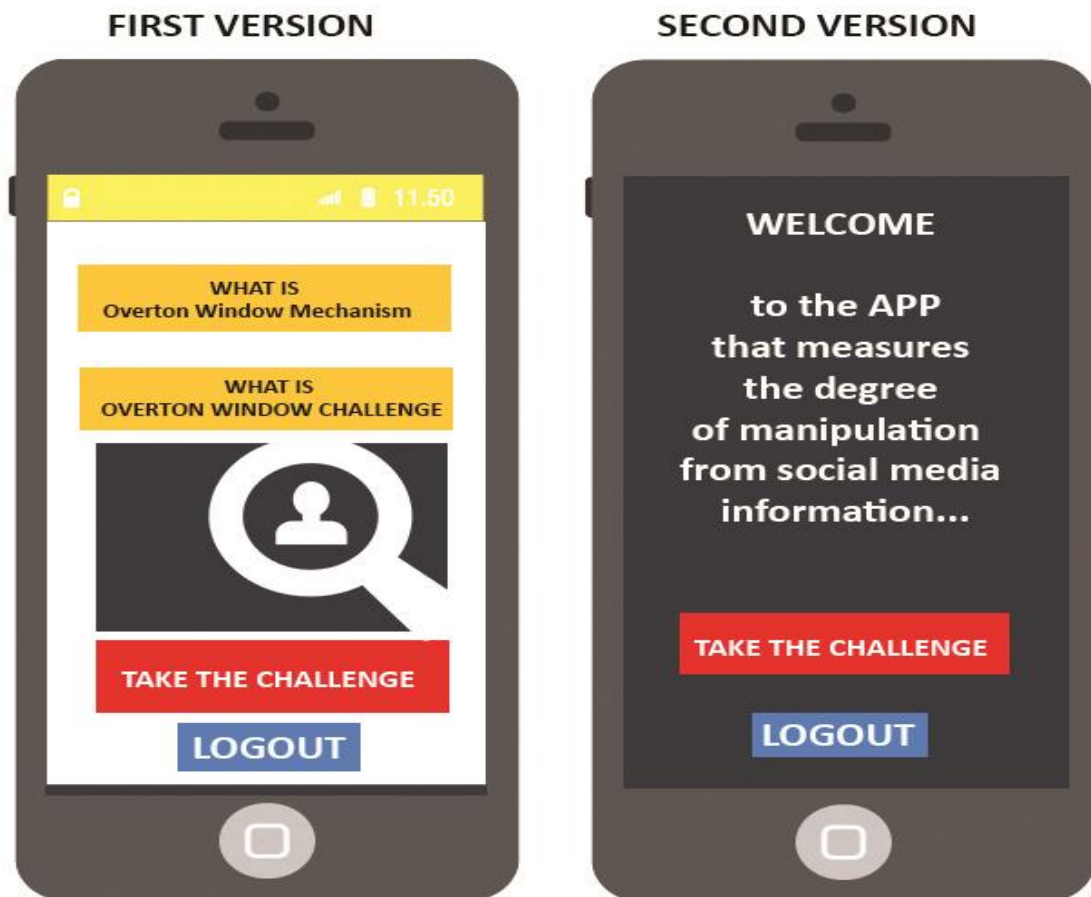 FIRST VERSION
11.50
WHAT IS
Overton Window Mechanism
WHAT IS
OVERTON WINDOW CHALLENGE
TAKE THE CHALLENGE
LOGOUT
SECOND VERSION
WELCOME
to the APP
that measures
the degree
of manipulation
from social media
information...
TAKE THE CHALLENGE
LOGOUT